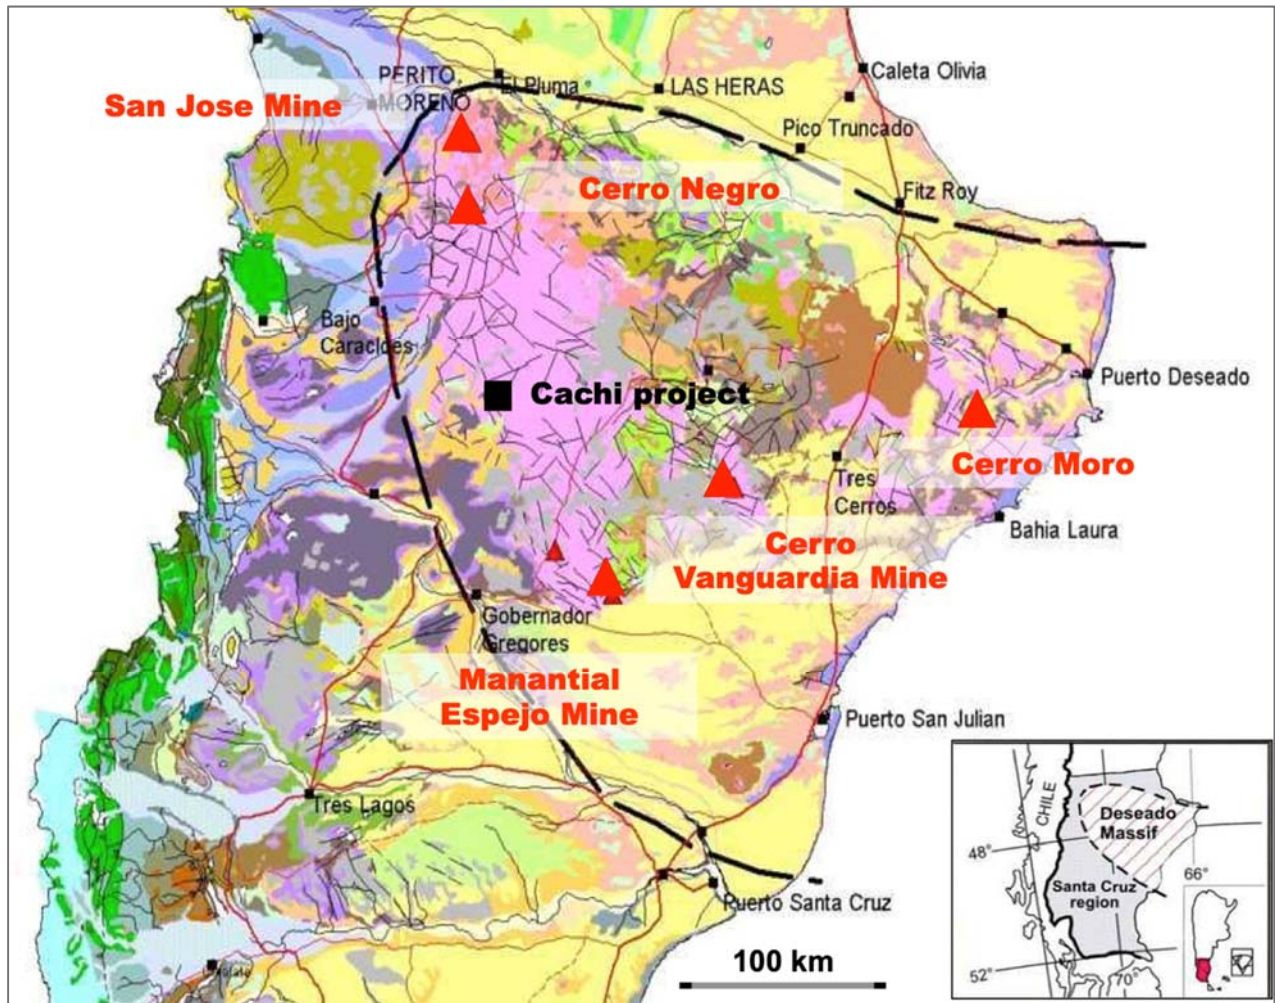 PERITO
MORENO
El Pluma
LAS HERAS
Caleta Olivia
San Jose Mine
Pico Truncado
Cerro Negro
Fitz Roy
Bajo
Caracloes
Cachi project
Puerto Deseado
Cerro Moro
Tres
Cerros
Bahia Laura
Cerro
Vanguardia Mine
Gobernador
Gregores
Manantial
Espejo Mine
Puerto San Julian
Tres Lagos
Puerto Santa Cruz
100 km
CHILE
Deseado
Massif
48°
66°
Santa Cruz
region
52°
70°